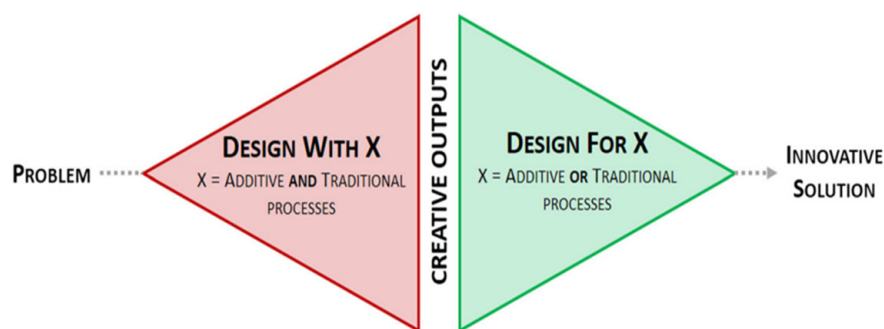 PROBLEM
DESIGN WITH X
X = ADDITIVE AND TRADITIONAL
PROCESSES
CREATIVE OUTPUTS
DESIGN FOR X
X = ADDITIVE OR TRADITIONAL
PROCESSES
INNOVATIVE
SOLUTION